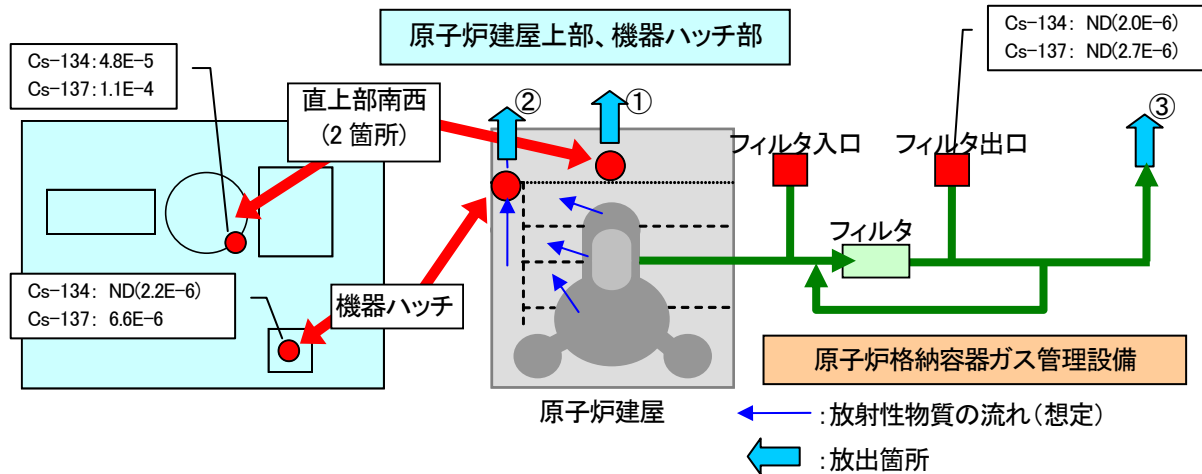 原子炉建屋上部、機器ハッチ部
Cs-134:4.8E-5
Cs-137:1.1E-4
Cs-134: ND(2.0E-6)
Cs-137: ND(2.7E-6)
直上部南西
(2 箇所)
②
①
③
フィルタ入口
フィルタ出口
フィルタ
Cs-134: ND(2.2E-6)
Cs-137: 6.6E-6
機器ハッチ
原子炉格納容器ガス管理設備
原子炉建屋
:放射性物質の流れ(想定)
:放出箇所